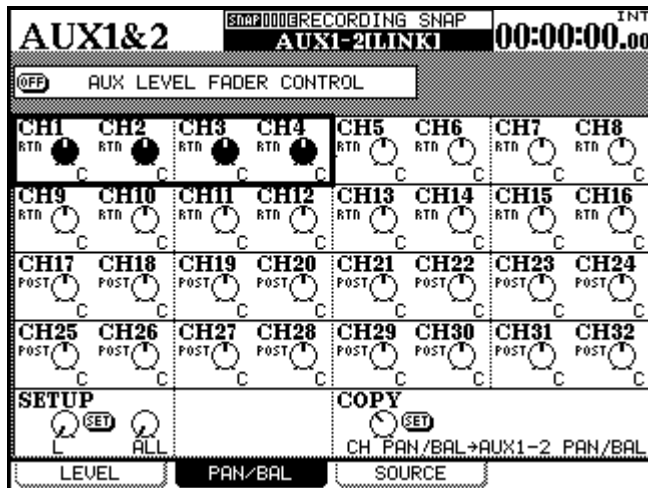 AUX1&2
SNAP000 RECORDING SNAP
AUX1-2[LINK]
INT
00:00:00.00
OFF AUX LEVEL FADER CONTROL
CH1 CH2 CH3 CH4 CH5 CH6 CH7 CH8
RTN RTN RTN RTN RTN RTN RTN RTN
C C C C C C C C
CH9 CH10 CH11 CH12 CH13 CH14 CH15 CH16
RTN RTN RTN RTN RTN RTN RTN RTN
C C C C C C C C
CH17 CH18 CH19 CH20 CH21 CH22 CH23 CH24
POST POST POST POST POST POST POST POST
C C C C C C C C
CH25 CH26 CH27 CH28 CH29 CH30 CH31 CH32
POST POST POST POST POST POST POST POST
C C C C C C C C
SETUP COPY
SET SET
L ALL CH PAN/BAL→AUX1-2 PAN/BAL
LEVEL PAN/BAL SOURCE